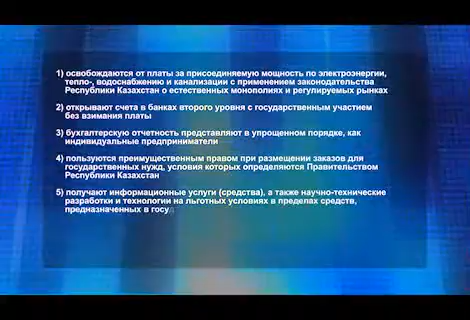 1) освобождаются от платы за присоединяемую мощность по электроэнергии,
тепло-, водоснабжению и канализации с применением законодательства
Республики Казахстан о естественных монополиях и регулируемых рынках
2) открывают счета в банках второго уровня с государственным участием
без взимания платы
3) бухгалтерскую отчетность представляют в упрощенном порядке, как
индивидуальные предприниматели
4) пользуются преимущественным правом при размещении заказов для
государственных нужд, условия которых определяются Правительством
Республики Казахстан
5) получают информационные услуги (средства), а также научно-технические
разработки и технологии на льготных условиях в пределах средств,
предназначенных в госуд